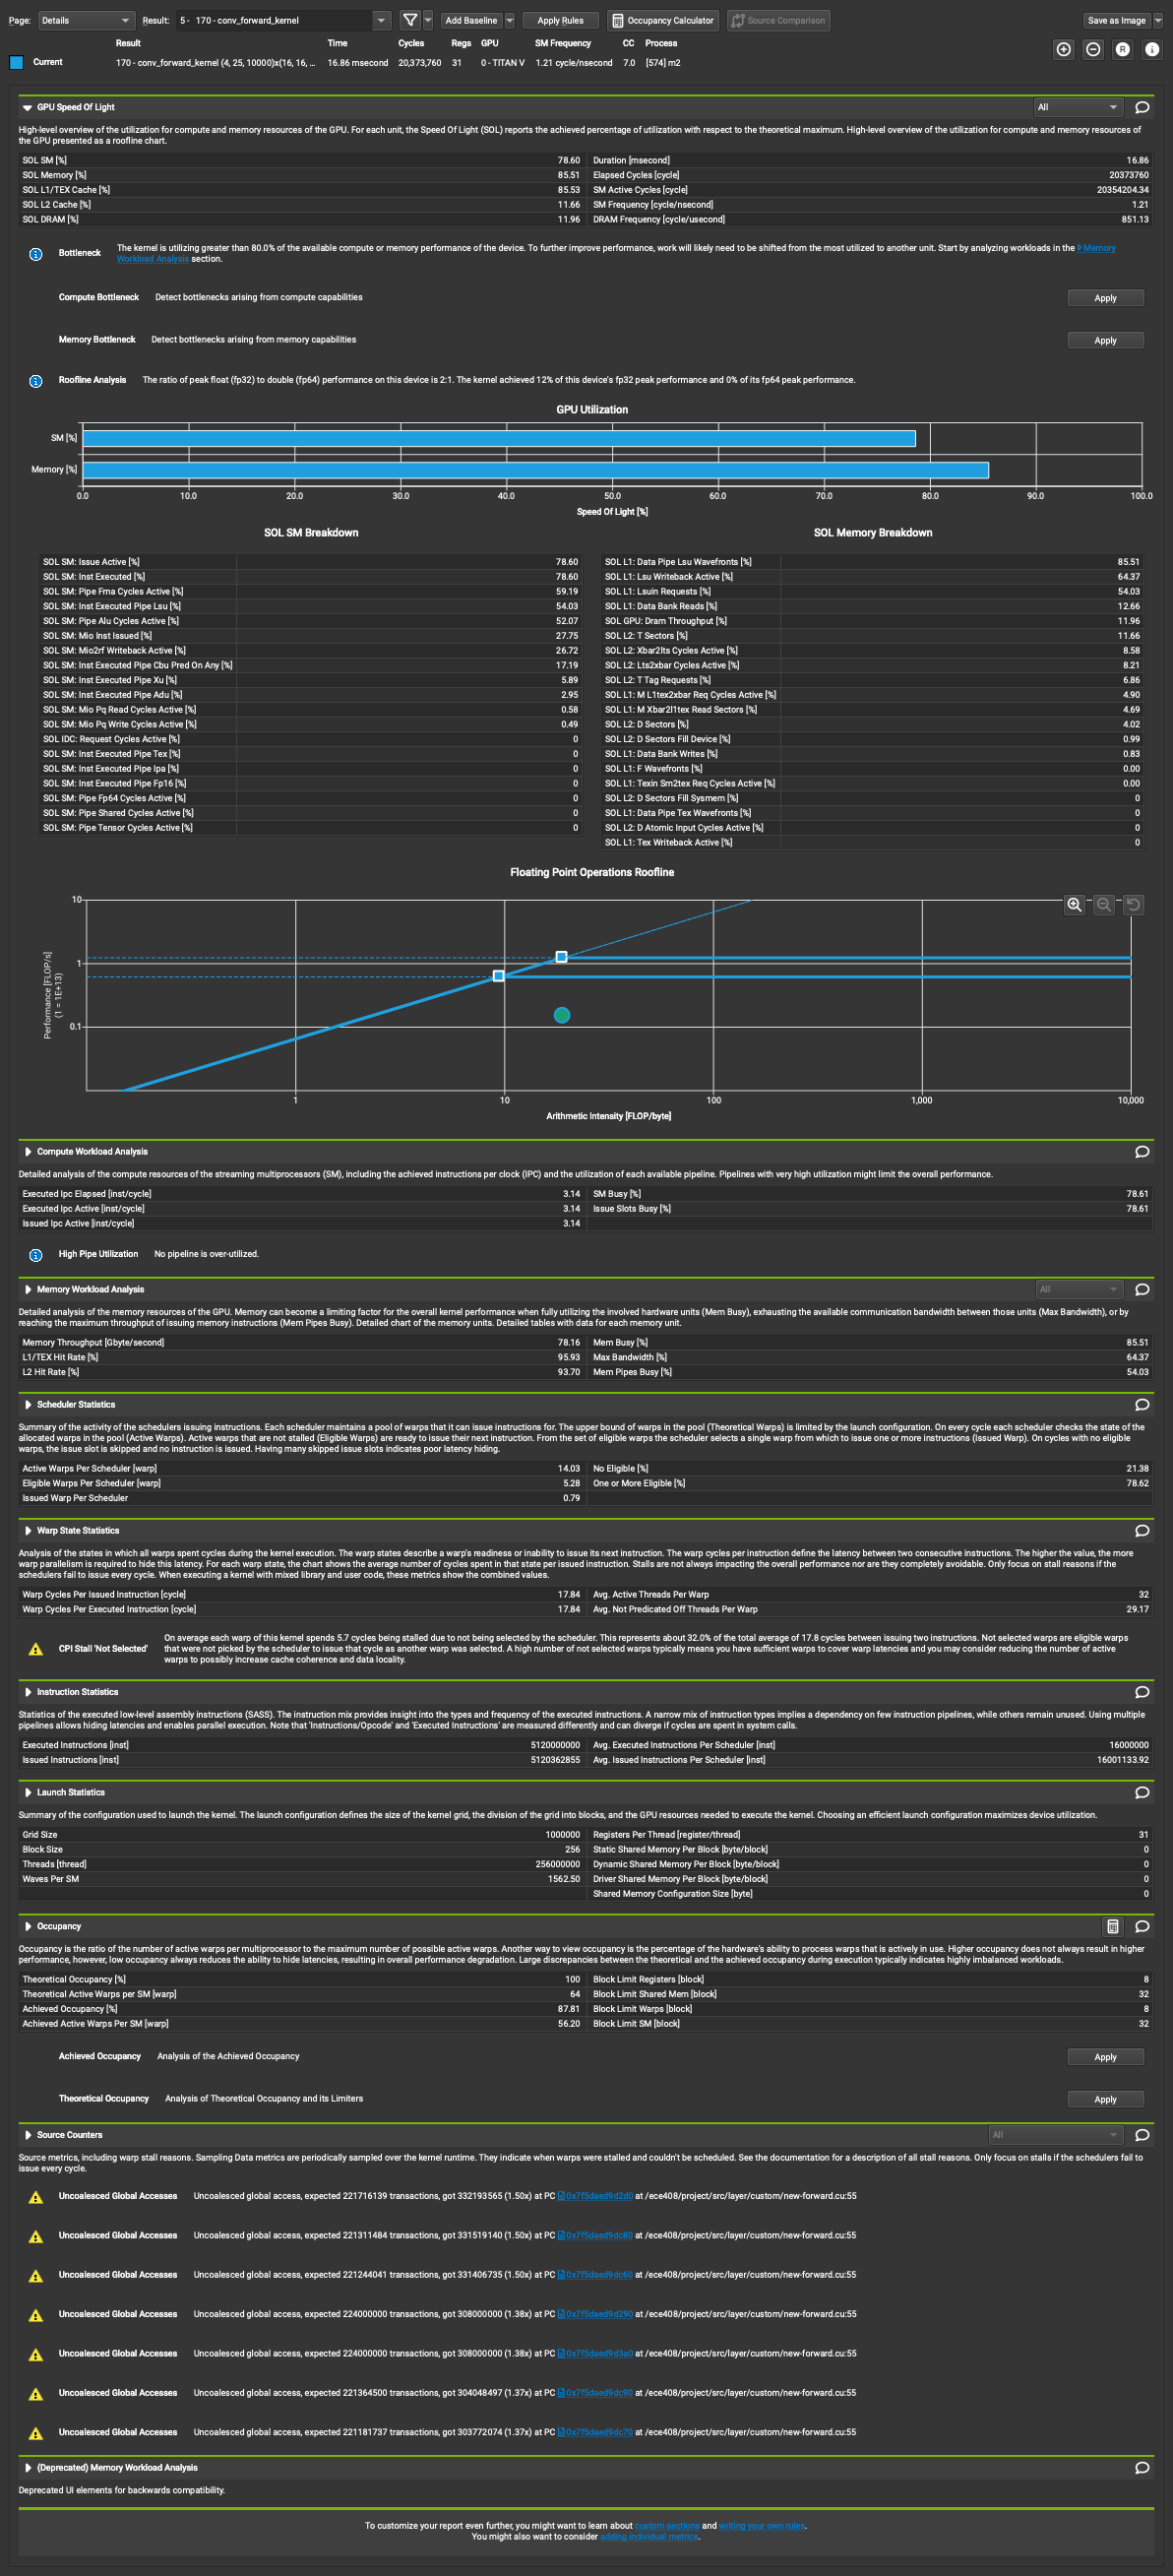 Page: Details Result: 5 - 170 - conv_forward_kernel Add Baseline Apply Rules Occupancy Calculator Source Comparison Save as Image
Result Time Cycles Regs GPU SM Frequency CC Process
Current 170 - conv_forward_kernel (4, 25, 10000)x(16, 16, ... 16.86 msecond 20,373,760 31 0 - TITAN V 1.21 cycle/nsecond 7.0 [574] m2
GPU Speed Of Light All
High-level overview of the utilization for compute and memory resources of the GPU. For each unit, the Speed Of Light (SOL) reports the achieved percentage of utilization with respect to the theoretical maximum. High-level overview of the utilization for compute and memory resources of
the GPU presented as a roofline chart.
SOL SM [%] 78.60 Duration [msecond] 16.86
SOL Memory [%] 85.51 Elapsed Cycles [cycle] 20373760
SOL L1/TEX Cache [%] 85.53 SM Active Cycles [cycle] 20354204.34
SOL L2 Cache [%] 11.66 SM Frequency [cycle/nsecond] 1.21
SOL DRAM [%] 11.96 DRAM Frequency [cycle/usecond] 851.13
Bottleneck The kernel is utilizing greater than 80.0% of the available compute or memory performance of the device. To further improve performance, work will likely need to be shifted from the most utilized to another unit. Start by analyzing workloads in the Memory
Workload Analysis section.
Compute Bottleneck Detect bottlenecks arising from compute capabilities Apply
Memory Bottleneck Detect bottlenecks arising from memory capabilities Apply
Roofline Analysis The ratio of peak float (fp32) to double (fp64) performance on this device is 2:1. The kernel achieved 12% of this device's fp32 peak performance and 0% of its fp64 peak performance.
GPU Utilization
SM [%]
Memory [%]
0.0 10.0 20.0 30.0 40.0 50.0 60.0 70.0 80.0 90.0 100.0
Speed Of Light [%]
SOL SM Breakdown SOL Memory Breakdown
SOL SM: Issue Active [%] 78.60 SOL L1: Data Pipe Lsu Wavefronts [%] 85.51
SOL SM: Inst Executed [%] 78.60 SOL L1: Lsu Writeback Active [%] 64.37
SOL SM: Pipe Fma Cycles Active [%] 59.19 SOL L1: Lsuin Requests [%] 54.03
SOL SM: Inst Executed Pipe Lsu [%] 54.03 SOL L1: Data Bank Reads [%] 12.66
SOL SM: Pipe Alu Cycles Active [%] 52.07 SOL GPU: Dram Throughput [%] 11.96
SOL SM: Mio Inst Issued [%] 27.75 SOL L2: T Sectors [%] 11.66
SOL SM: Mio2rf Writeback Active [%] 26.72 SOL L2: Xbar2lts Cycles Active [%] 8.58
SOL SM: Inst Executed Pipe Cbu Pred On Any [%] 17.19 SOL L2: Lts2xbar Cycles Active [%] 8.21
SOL SM: Inst Executed Pipe Xu [%] 5.89 SOL L2: T Tag Requests [%] 6.86
SOL SM: Inst Executed Pipe Adu [%] 2.95 SOL L1: M L1tex2xbar Req Cycles Active [%] 4.90
SOL SM: Mio Pq Read Cycles Active [%] 0.58 SOL L1: M Xbar2l1tex Read Sectors [%] 4.69
SOL SM: Mio Pq Write Cycles Active [%] 0.49 SOL L2: D Sectors [%] 4.02
SOL IDC: Request Cycles Active [%] 0 SOL L2: D Sectors Fill Device [%] 0.99
SOL SM: Inst Executed Pipe Tex [%] 0 SOL L1: Data Bank Writes [%] 0.83
SOL SM: Inst Executed Pipe Ipa [%] 0 SOL L1: F Wavefronts [%] 0.00
SOL SM: Inst Executed Pipe Fp16 [%] 0 SOL L1: Texin Sm2tex Req Cycles Active [%] 0.00
SOL SM: Pipe Fp64 Cycles Active [%] 0 SOL L2: D Sectors Fill Sysmem [%] 0
SOL SM: Pipe Shared Cycles Active [%] 0 SOL L1: Data Pipe Tex Wavefronts [%] 0
SOL SM: Pipe Tensor Cycles Active [%] 0 SOL L2: D Atomic Input Cycles Active [%] 0
SOL L1: Tex Writeback Active [%] 0
Floating Point Operations Roofline
Performance [FLOP/s]
(1 = 1E+13)
10
1
0.1
1 10 100 1,000 10,000
Arithmetic Intensity [FLOP/byte]
Compute Workload Analysis
Detailed analysis of the compute resources of the streaming multiprocessors (SM), including the achieved instructions per clock (IPC) and the utilization of each available pipeline. Pipelines with very high utilization might limit the overall performance.
Executed Ipc Elapsed [inst/cycle] 3.14 SM Busy [%] 78.61
Executed Ipc Active [inst/cycle] 3.14 Issue Slots Busy [%] 78.61
Issued Ipc Active [inst/cycle] 3.14
High Pipe Utilization No pipeline is over-utilized.
Memory Workload Analysis All
Detailed analysis of the memory resources of the GPU. Memory can become a limiting factor for the overall kernel performance when fully utilizing the involved hardware units (Mem Busy), exhausting the available communication bandwidth between those units (Max Bandwidth), or by
reaching the maximum throughput of issuing memory instructions (Mem Pipes Busy). Detailed chart of the memory units. Detailed tables with data for each memory unit.
Memory Throughput [Gbyte/second] 78.16 Mem Busy [%] 85.51
L1/TEX Hit Rate [%] 95.93 Max Bandwidth [%] 64.37
L2 Hit Rate [%] 93.70 Mem Pipes Busy [%] 54.03
Scheduler Statistics
Summary of the activity of the schedulers issuing instructions. Each scheduler maintains a pool of warps that it can issue instructions for. The upper bound of warps in the pool (Theoretical Warps) is limited by the launch configuration. On every cycle each scheduler checks the state of the
allocated warps in the pool (Active Warps). Active warps that are not stalled (Eligible Warps) are ready to issue their next instruction. From the set of eligible warps the scheduler selects a single warp from which to issue one or more instructions (Issued Warp). On cycles with no eligible
warps, the issue slot is skipped and no instruction is issued. Having many skipped issue slots indicates poor latency hiding.
Active Warps Per Scheduler [warp] 14.03 No Eligible [%] 21.38
Eligible Warps Per Scheduler [warp] 5.28 One or More Eligible [%] 78.62
Issued Warp Per Scheduler 0.79
Warp State Statistics
Analysis of the states in which all warps spent cycles during the kernel execution. The warp states describe a warp's readiness or inability to issue its next instruction. The warp cycles per instruction define the latency between two consecutive instructions. The higher the value, the more
warp parallelism is required to hide this latency. For each warp state, the chart shows the average number of cycles spent in that state per issued instruction. Stalls are not always impacting the overall performance nor are they completely avoidable. Only focus on stall reasons if the
schedulers fail to issue every cycle. When executing a kernel with mixed library and user code, these metrics show the combined values.
Warp Cycles Per Issued Instruction [cycle] 17.84 Avg. Active Threads Per Warp 32
Warp Cycles Per Executed Instruction [cycle] 17.84 Avg. Not Predicated Off Threads Per Warp 29.17
CPI Stall 'Not Selected' On average each warp of this kernel spends 5.7 cycles being stalled due to not being selected by the scheduler. This represents about 32.0% of the total average of 17.8 cycles between issuing two instructions. Not selected warps are eligible warps
that were not picked by the scheduler to issue that cycle as another warp was selected. A high number of not selected warps typically means you have sufficient warps to cover warp latencies and you may consider reducing the number of active
warps to possibly increase cache coherence and data locality.
Instruction Statistics
Statistics of the executed low-level assembly instructions (SASS). The instruction mix provides insight into the types and frequency of the executed instructions. A narrow mix of instruction types implies a dependency on few instruction pipelines, while others remain unused. Using multiple
pipelines allows hiding latencies and enables parallel execution. Note that 'Instructions/Opcode' and 'Executed Instructions' are measured differently and can diverge if cycles are spent in system calls.
Executed Instructions [inst] 5120000000 Avg. Executed Instructions Per Scheduler [inst] 16000000
Issued Instructions [inst] 5120362855 Avg. Issued Instructions Per Scheduler [inst] 16001133.92
Launch Statistics
Summary of the configuration used to launch the kernel. The launch configuration defines the size of the kernel grid, the division of the grid into blocks, and the GPU resources needed to execute the kernel. Choosing an efficient launch configuration maximizes device utilization.
Grid Size 1000000 Registers Per Thread [register/thread] 31
Block Size 256 Static Shared Memory Per Block [byte/block] 0
Threads [thread] 256000000 Dynamic Shared Memory Per Block [byte/block] 0
Waves Per SM 1562.50 Driver Shared Memory Per Block [byte/block] 0
Shared Memory Configuration Size [byte] 0
Occupancy
Occupancy is the ratio of the number of active warps per multiprocessor to the maximum number of possible active warps. Another way to view occupancy is the percentage of the hardware's ability to process warps that is actively in use. Higher occupancy does not always result in higher
performance, however, low occupancy always reduces the ability to hide latencies, resulting in overall performance degradation. Large discrepancies between the theoretical and the achieved occupancy during execution typically indicates highly imbalanced workloads.
Theoretical Occupancy [%] 100 Block Limit Registers [block] 8
Theoretical Active Warps per SM [warp] 64 Block Limit Shared Mem [block] 32
Achieved Occupancy [%] 87.81 Block Limit Warps [block] 8
Achieved Active Warps Per SM [warp] 56.20 Block Limit SM [block] 32
Achieved Occupancy Analysis of the Achieved Occupancy Apply
Theoretical Occupancy Analysis of Theoretical Occupancy and its Limiters Apply
Source Counters All
Source metrics, including warp stall reasons. Sampling Data metrics are periodically sampled over the kernel runtime. They indicate when warps were stalled and couldn't be scheduled. See the documentation for a description of all stall reasons. Only focus on stalls if the schedulers fail to
issue every cycle.
Uncoalesced Global Accesses Uncoalesced global access, expected 221716139 transactions, got 332193565 (1.50x) at PC 0x7f5daed9d2d0 at /ece408/project/src/layer/custom/new-forward.cu:55
Uncoalesced Global Accesses Uncoalesced global access, expected 221311484 transactions, got 331519140 (1.50x) at PC 0x7f5daed9dc80 at /ece408/project/src/layer/custom/new-forward.cu:55
Uncoalesced Global Accesses Uncoalesced global access, expected 221244041 transactions, got 331406735 (1.50x) at PC 0x7f5daed9dc60 at /ece408/project/src/layer/custom/new-forward.cu:55
Uncoalesced Global Accesses Uncoalesced global access, expected 224000000 transactions, got 308000000 (1.38x) at PC 0x7f5daed9d290 at /ece408/project/src/layer/custom/new-forward.cu:55
Uncoalesced Global Accesses Uncoalesced global access, expected 224000000 transactions, got 308000000 (1.38x) at PC 0x7f5daed9d3a0 at /ece408/project/src/layer/custom/new-forward.cu:55
Uncoalesced Global Accesses Uncoalesced global access, expected 221364500 transactions, got 304048497 (1.37x) at PC 0x7f5daed9dc90 at /ece408/project/src/layer/custom/new-forward.cu:55
Uncoalesced Global Accesses Uncoalesced global access, expected 221181737 transactions, got 303772074 (1.37x) at PC 0x7f5daed9dc70 at /ece408/project/src/layer/custom/new-forward.cu:55
(Deprecated) Memory Workload Analysis
Deprecated UI elements for backwards compatibility.
To customize your report even further, you might want to learn about custom sections and writing your own rules.
You might also want to consider adding individual metrics.